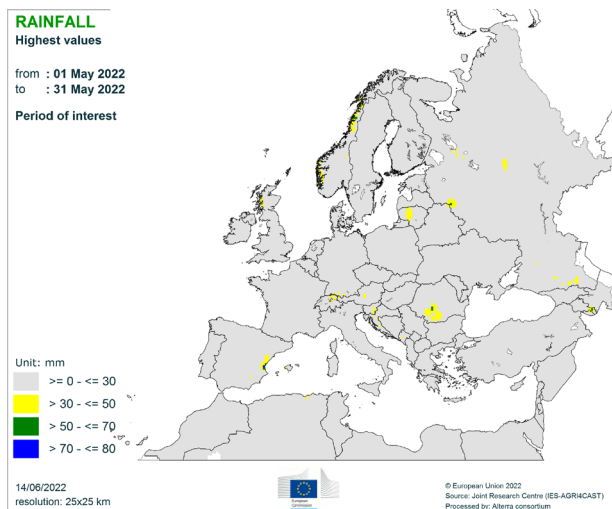 RAINFALL
Highest values
from : 01 May 2022
to : 31 May 2022
Period of interest
Unit: mm
>= 0 - <= 30
> 30 - <= 50
> 50 - <= 70
> 70 - <= 80
14/06/2022
resolution: 25x25 km
European
Commission
© European Union 2022
Source: Joint Research Centre (IES-AGRI4CAST)
Processed by: Alterra consortium